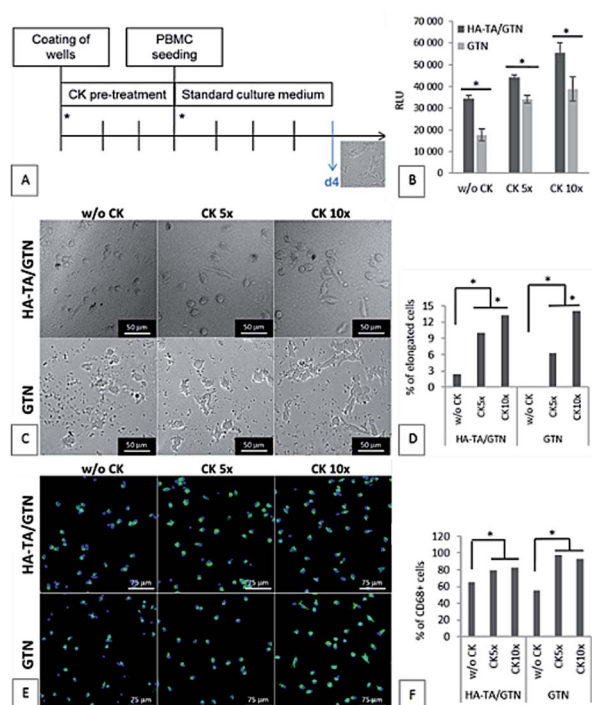 Coating of
wells
PBMC
seeding
CK pre-treatment
Standard culture medium
*
*
d4
A
70 000
60 000
50 000
40 000
30 000
20 000
10 000
0
RLU
HA-TA/GTN
GTN
*
*
*
w/o CK
CK 5x
CK 10x
B
w/o CK
CK 5x
CK 10x
HA-TA/GTN
50 µm
50 µm
50 µm
GTN
50 µm
50 µm
50 µm
C
15
12
9
6
3
0
% of elongated cells
*
*
*
*
w/o CK
CK5x
CK10x
w/o CK
CK5x
CK10x
HA-TA/GTN
GTN
D
w/o CK
CK 5x
CK 10x
HA-TA/GTN
75 µm
75 µm
75 µm
GTN
75 µm
75 µm
75 µm
E
120
100
80
60
40
20
0
% of CD68+ cells
*
*
w/o CK
CK5x
CK10x
w/o CK
CK5x
CK10x
HA-TA/GTN
GTN
F